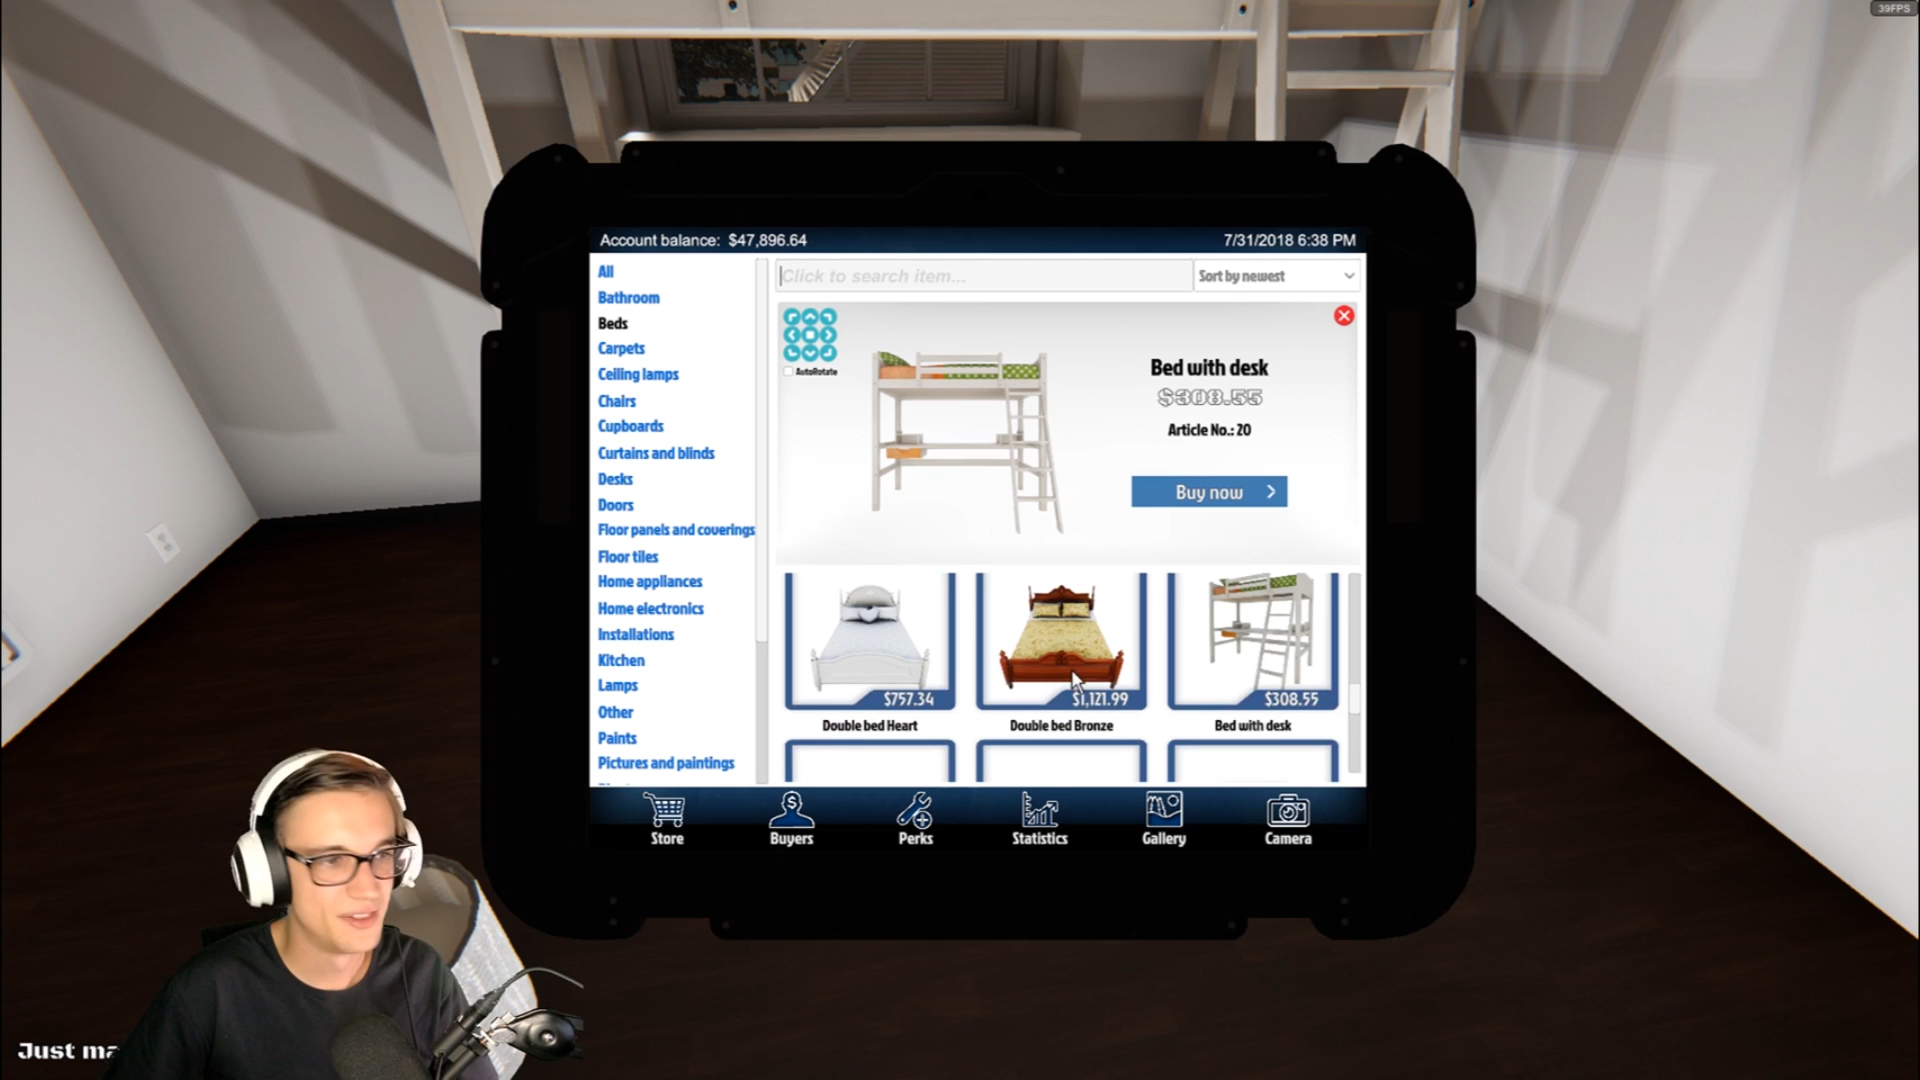 39FPS
Account balance: $47,896.64
7/31/2018 6:38 PM
All
Bathroom
Beds
Carpets
Ceiling lamps
Chairs
Cupboards
Curtains and blinds
Desks
Doors
Floor panels and coverings
Floor tiles
Home appliances
Home electronics
Installations
Kitchen
Lamps
Other
Paints
Pictures and paintings
Click to search item...
Sort by newest
AutoRotate
Bed with desk
$308.55
Article No.: 20
Buy now
$757.34
$1,121.99
$308.55
Double bed Heart
Double bed Bronze
Bed with desk
Store
Buyers
Perks
Statistics
Gallery
Camera
Just ma